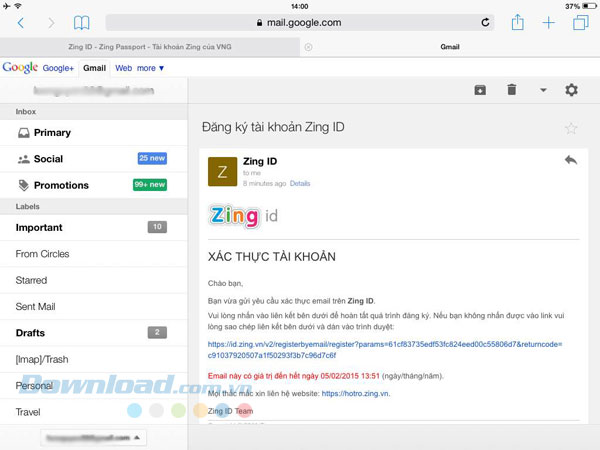 14:00
37%
mail.google.com
Zing ID - Zing Passport - Tài khoản Zing của VNG
Gmail
Google Google+ Gmail Web more ▼
Inbox
Primary
Social 25 new
Promotions 99+ new
Labels
Important 10
From Circles
Starred
Sent Mail
Drafts 2
[Imap]/Trash
Personal
Travel
Đăng ký tài khoản Zing ID
Z
Zing ID
to me
8 minutes ago Details
Zing id
XÁC THỰC TÀI KHOẢN
Chào bạn,
Bạn vừa gửi yêu cầu xác thực email trên Zing ID.
Vui lòng nhấn vào liên kết bên dưới để hoàn tất quá trình đăng ký. Nếu bạn không nhấn được vào link vui
lòng sao chép liên kết bên dưới và dán vào trình duyệt:
https://id.zing.vn/v2/registerbyemail/register?params=61cf83735edf53fc824eed00c55806d7&returncode=
c91037920507a1f50293f3b7c96d7c6f
Email này có giá trị đến hết ngày 05/02/2015 13:51 (ngày/tháng/năm).
Mọi thắc mắc xin liên hệ website: https://hotro.zing.vn.
Zing ID Team
Download.com.vn